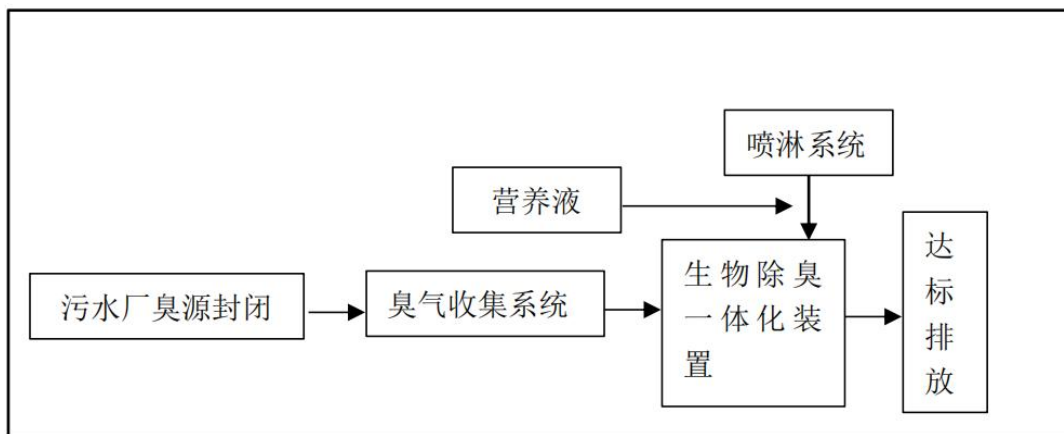 喷淋系统
营养液
污水厂臭源封闭
臭气收集系统
生物除臭
一体化装
置
达
标
排
放